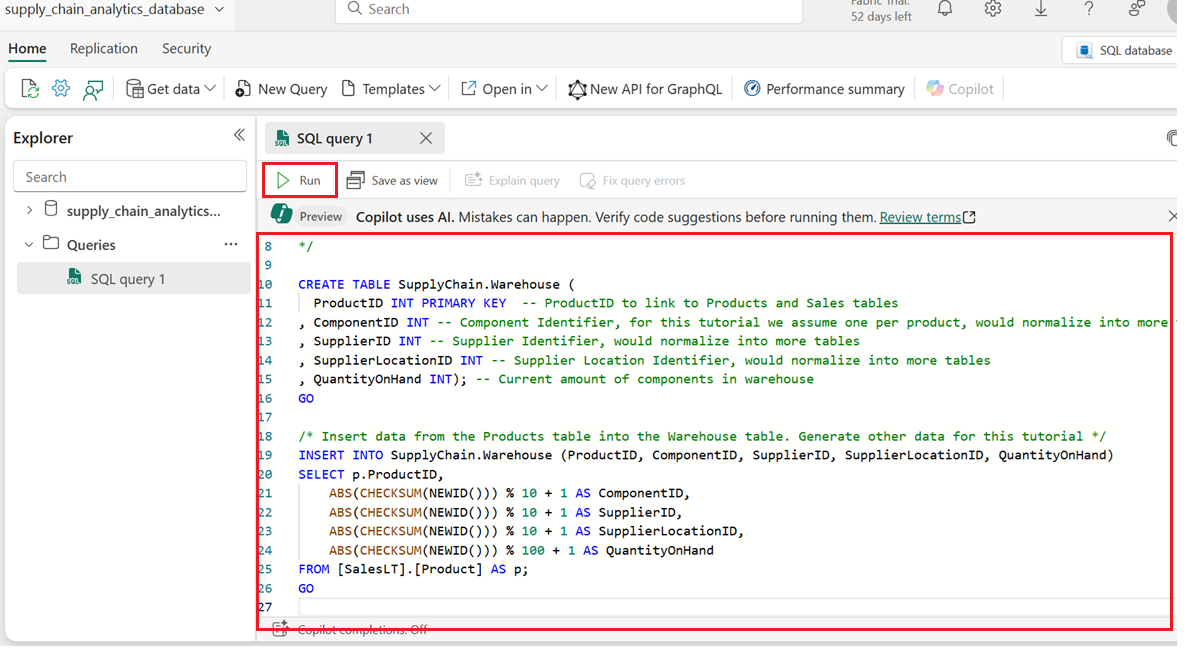 supply_chain_analytics_database
Search
Fabric Trial:
52 days left
Home Replication Security
SQL database
Get data New Query Templates Open in New API for GraphQL Performance summary Copilot
Explorer
Search
supply_chain_analytics...
Queries ...
SQL query 1
SQL query 1
Run Save as view Explain query Fix query errors
Preview Copilot uses AI. Mistakes can happen. Verify code suggestions before running them. Review terms
8 */
9
10 CREATE TABLE SupplyChain.Warehouse (
11 ProductID INT PRIMARY KEY -- ProductID to link to Products and Sales tables
12 , ComponentID INT -- Component Identifier, for this tutorial we assume one per product, would normalize into more
13 , SupplierID INT -- Supplier Identifier, would normalize into more tables
14 , SupplierLocationID INT -- Supplier Location Identifier, would normalize into more tables
15 , QuantityOnHand INT); -- Current amount of components in warehouse
16 GO
17
18 /* Insert data from the Products table into the Warehouse table. Generate other data for this tutorial */
19 INSERT INTO SupplyChain.Warehouse (ProductID, ComponentID, SupplierID, SupplierLocationID, QuantityOnHand)
20 SELECT p.ProductID,
21 ABS(CHECKSUM(NEWID())) % 10 + 1 AS ComponentID,
22 ABS(CHECKSUM(NEWID())) % 10 + 1 AS SupplierID,
23 ABS(CHECKSUM(NEWID())) % 10 + 1 AS SupplierLocationID,
24 ABS(CHECKSUM(NEWID())) % 100 + 1 AS QuantityOnHand
25 FROM [SalesLT].[Product] AS p;
26 GO
27
Copilot completions: Off